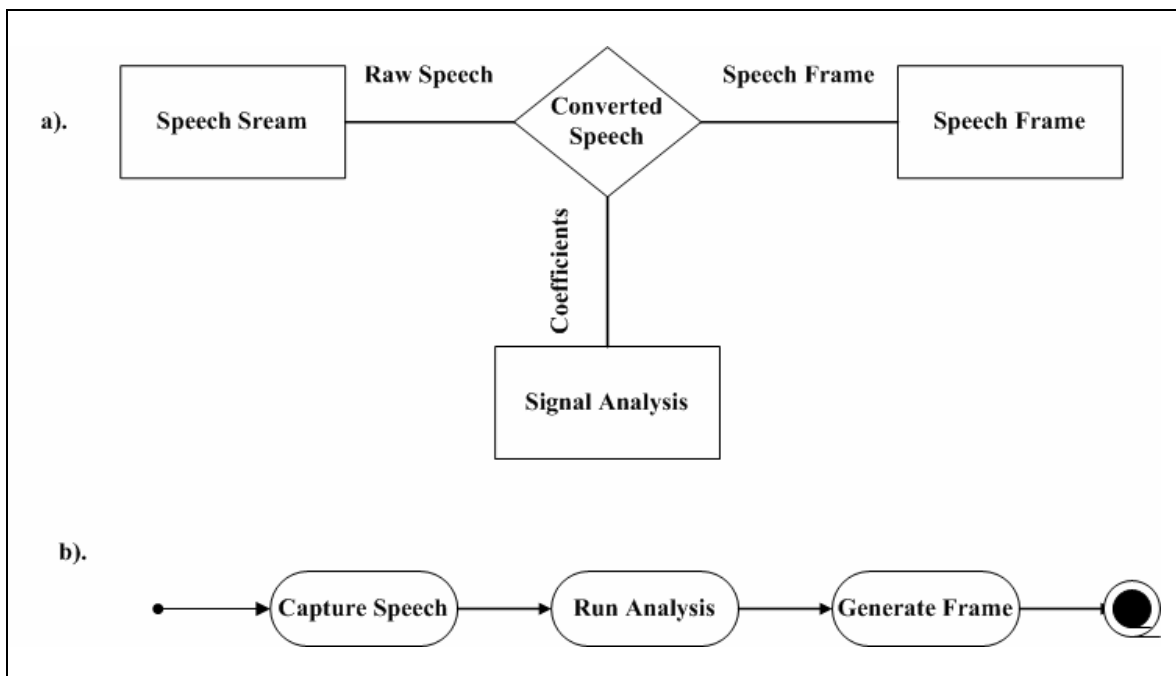 a).
Speech Sream
Raw Speech
Converted
Speech
Speech Frame
Speech Frame
Coefficients
Signal Analysis
b).
Capture Speech
Run Analysis
Generate Frame